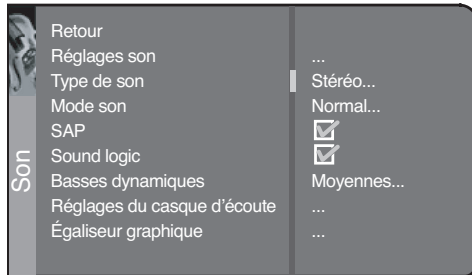 Retour
Réglages son ...
Type de son Stéréo...
Mode son Normal...
SAP
Sound logic
Basses dynamiques Moyennes...
Réglages du casque d'écoute ...
Égaliseur graphique ...
Son